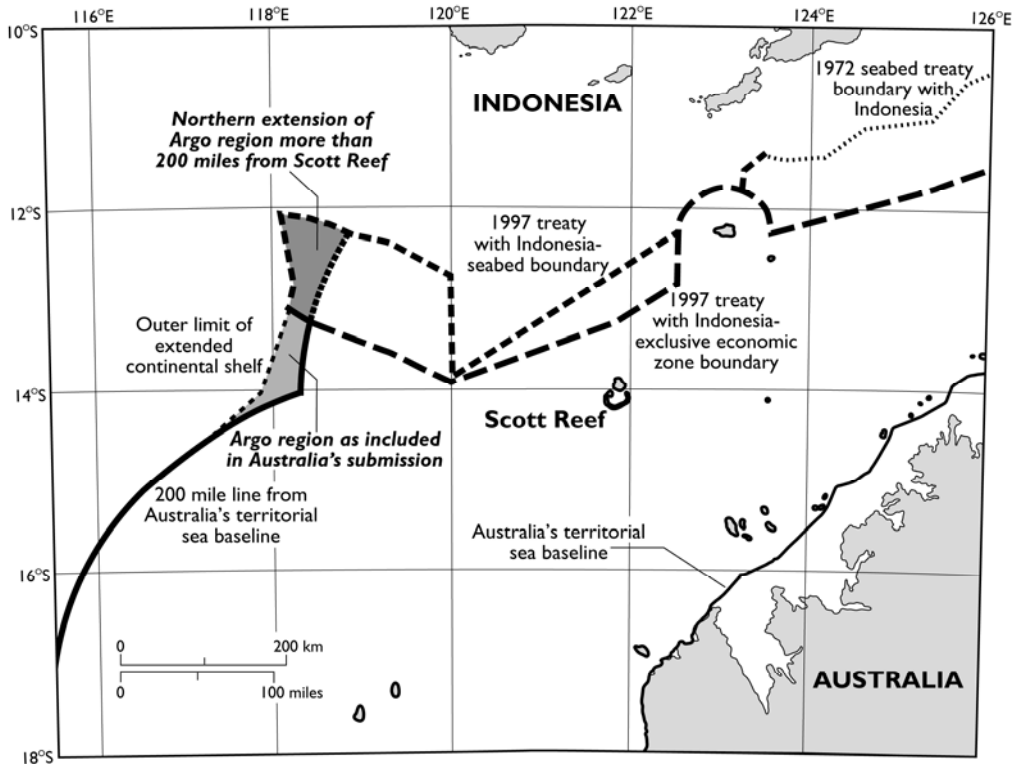 116°E
118°E
120°E
122°E
124°E
126°E
10°S
INDONESIA
1972 seabed treaty
boundary with
Indonesia
Northern extension of
Argo region more than
200 miles from Scott Reef
12°S
1997 treaty
with Indonesia-
seabed boundary
1997 treaty
with Indonesia-
exclusive economic
zone boundary
Outer limit of
extended
continental shelf
14°S
Scott Reef
Argo region as included
in Australia's submission
200 mile line from
Australia's territorial
sea baseline
Australia's territorial
sea baseline
16°S
0
200 km
0
100 miles
AUSTRALIA
18°S